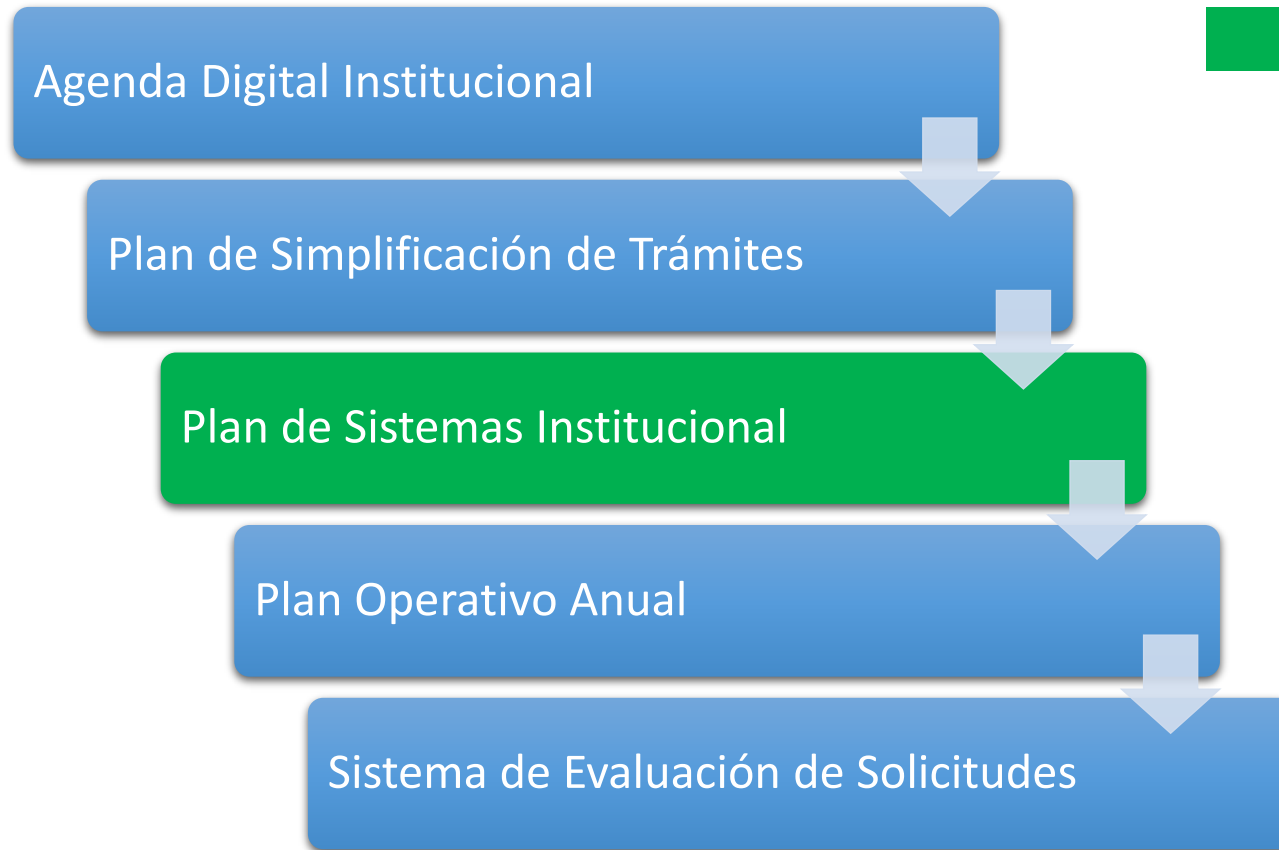 Agenda Digital Institucional
Plan de Simplificación de Trámites
Plan de Sistemas Institucional
Plan Operativo Anual
Sistema de Evaluación de Solicitudes